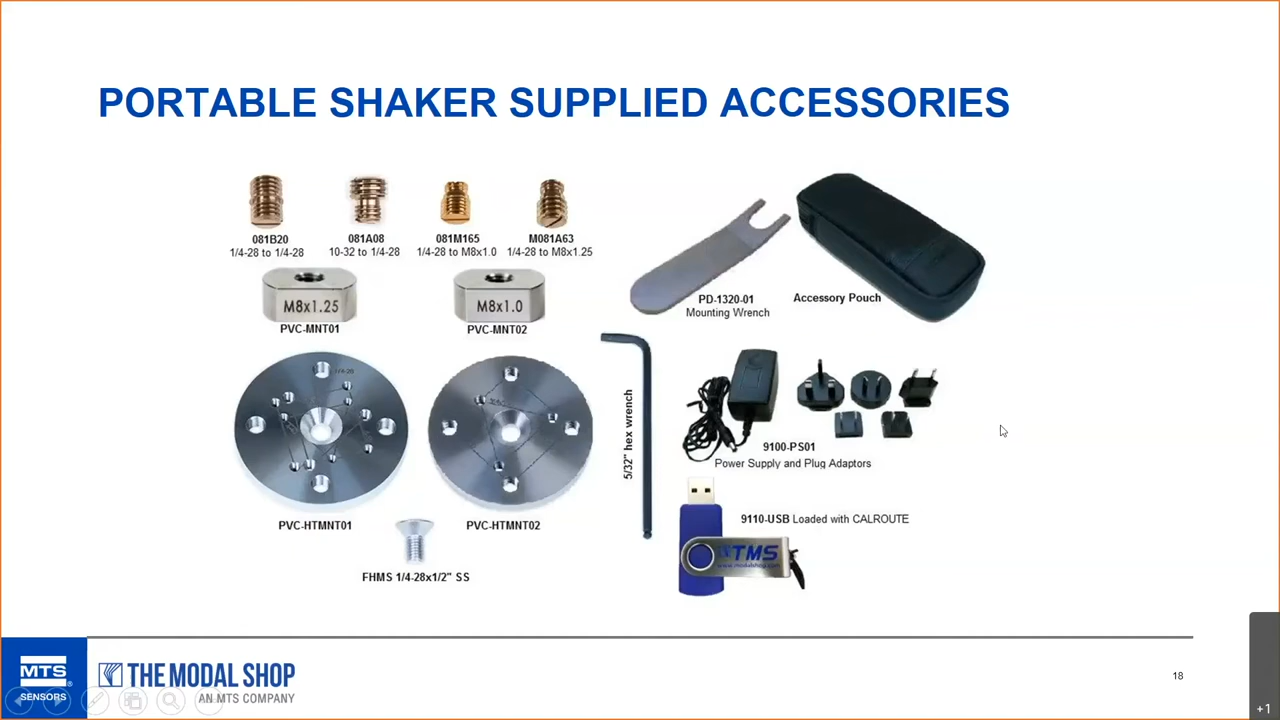 PORTABLE SHAKER SUPPLIED ACCESSORIES
081B20
1/4-28 to 1/4-28
081A08
10-32 to 1/4-28
081M165
1/4-28 to M8x1.0
M081A63
1/4-28 to M8x1.25
M8x1.25
PVC-MNT01
M8x1.0
PVC-MNT02
PD-1320-01
Mounting Wrench
Accessory Pouch
PVC-HTMNT01
PVC-HTMNT02
FHMS 1/4-28x1/2" SS
5/32" hex wrench
9100-PS01
Power Supply and Plug Adaptors
9110-USB Loaded with CALROUTE
TMS
www.modalshop.com
MTS
®
SENSORS
THE MODAL SHOP
AN MTS COMPANY
18
+1